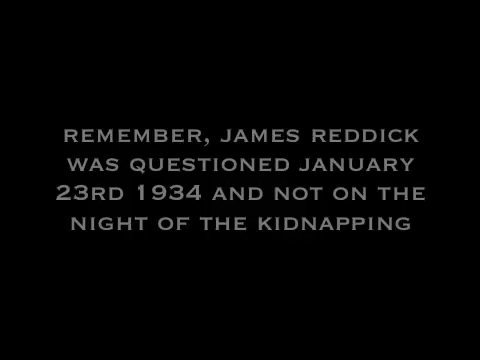 REMEMBER, JAMES REDDICK
WAS QUESTIONED JANUARY
23RD 1934 AND NOT ON THE
NIGHT OF THE KIDNAPPING